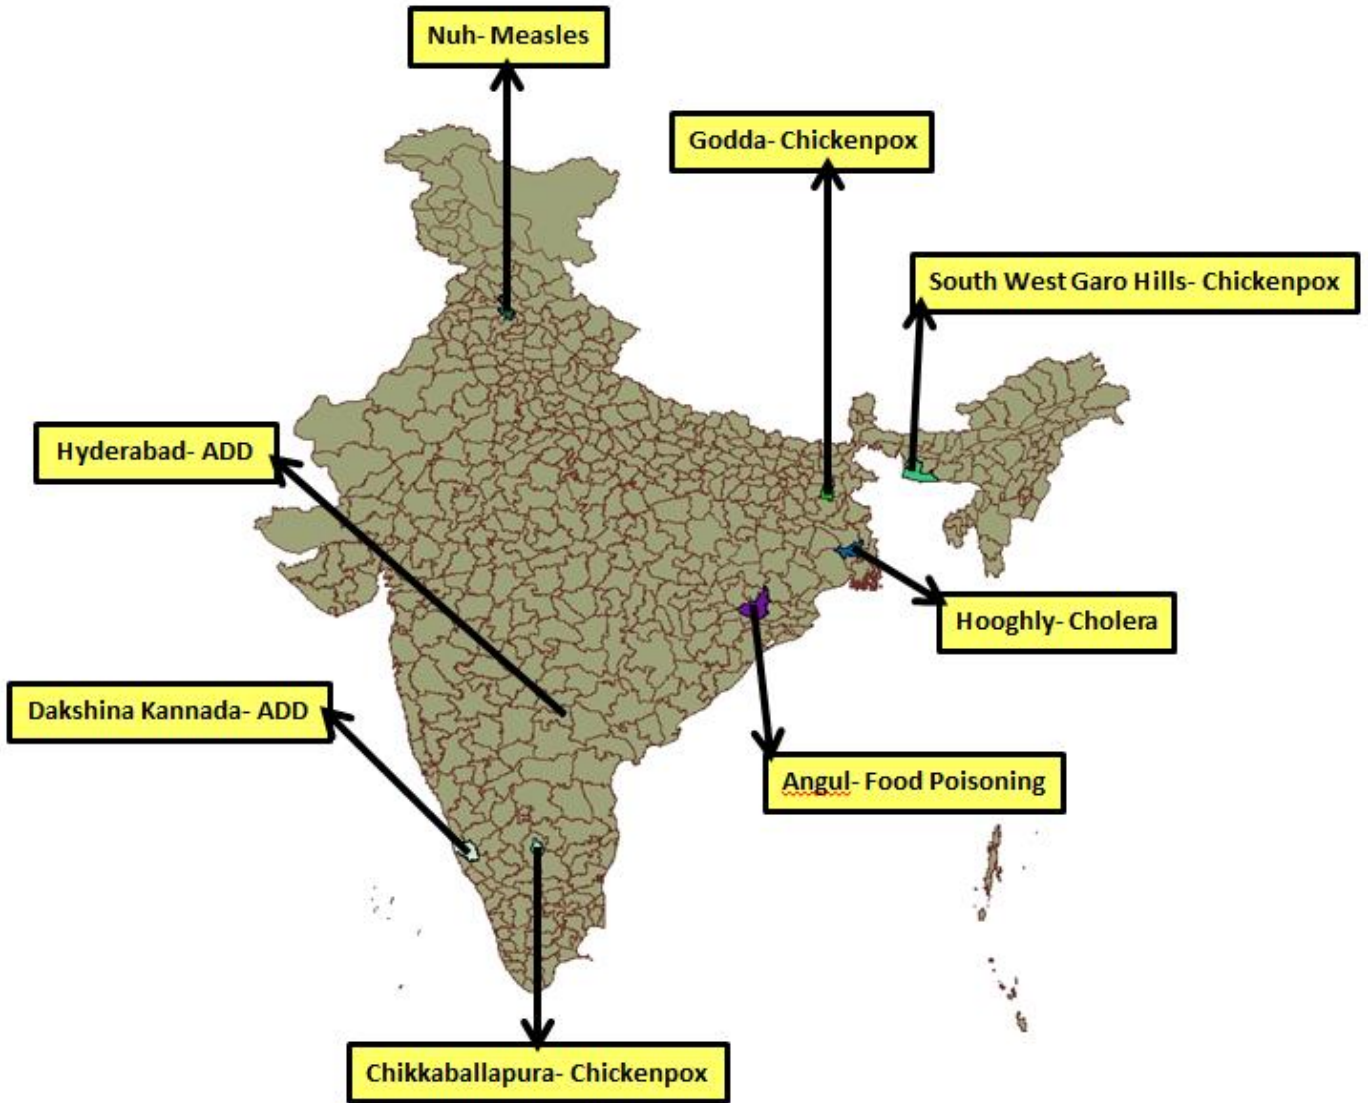 Nuh- Measles
Godda- Chickenpox
South West Garo Hills- Chickenpox
Hyderabad- ADD
Hooghly- Cholera
Dakshina Kannada- ADD
Angul- Food Poisoning
Chikkaballapura- Chickenpox